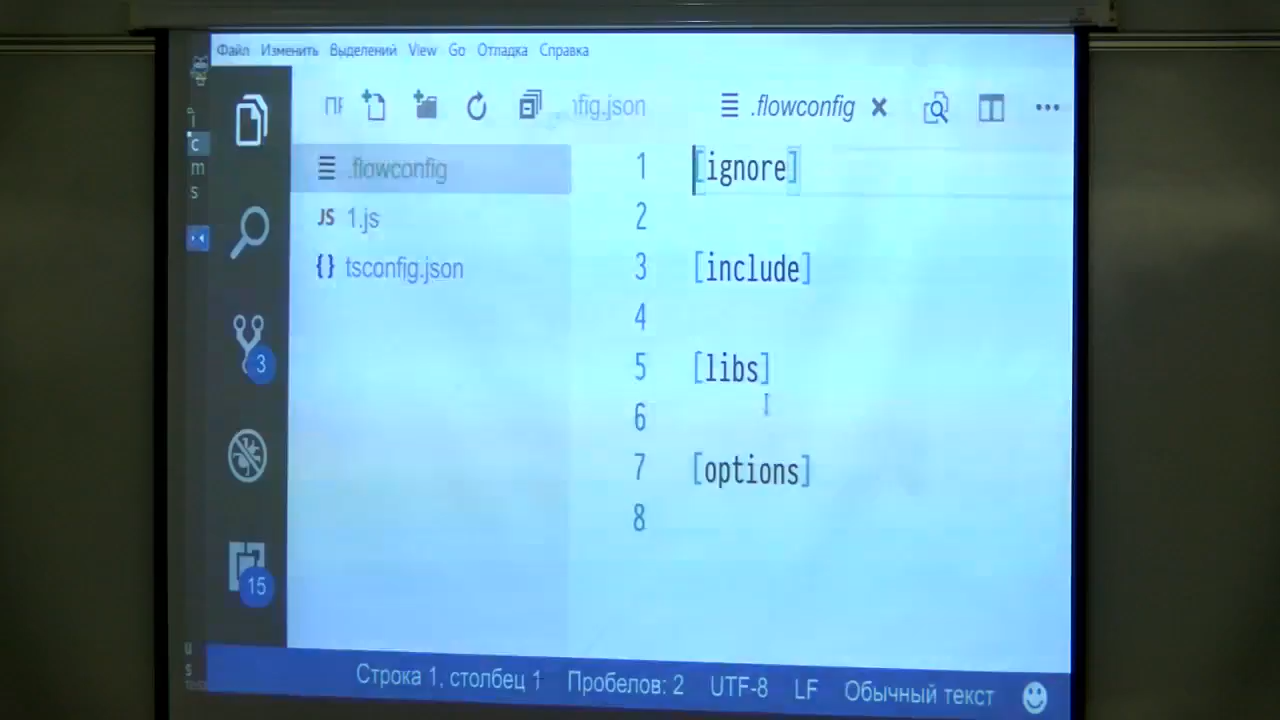 Файл Изменить Выделений View Go Отладка Справка
nfig.json
.flowconfig
.flowconfig
JS 1.js
{} tsconfig.json
1 [ignore]
2
3 [include]
4
5 [libs]
6
7 [options]
8
3
15
c
m
s
u
s
Строка 1, столбец 1 Пробелов: 2 UTF-8 LF Обычный текст